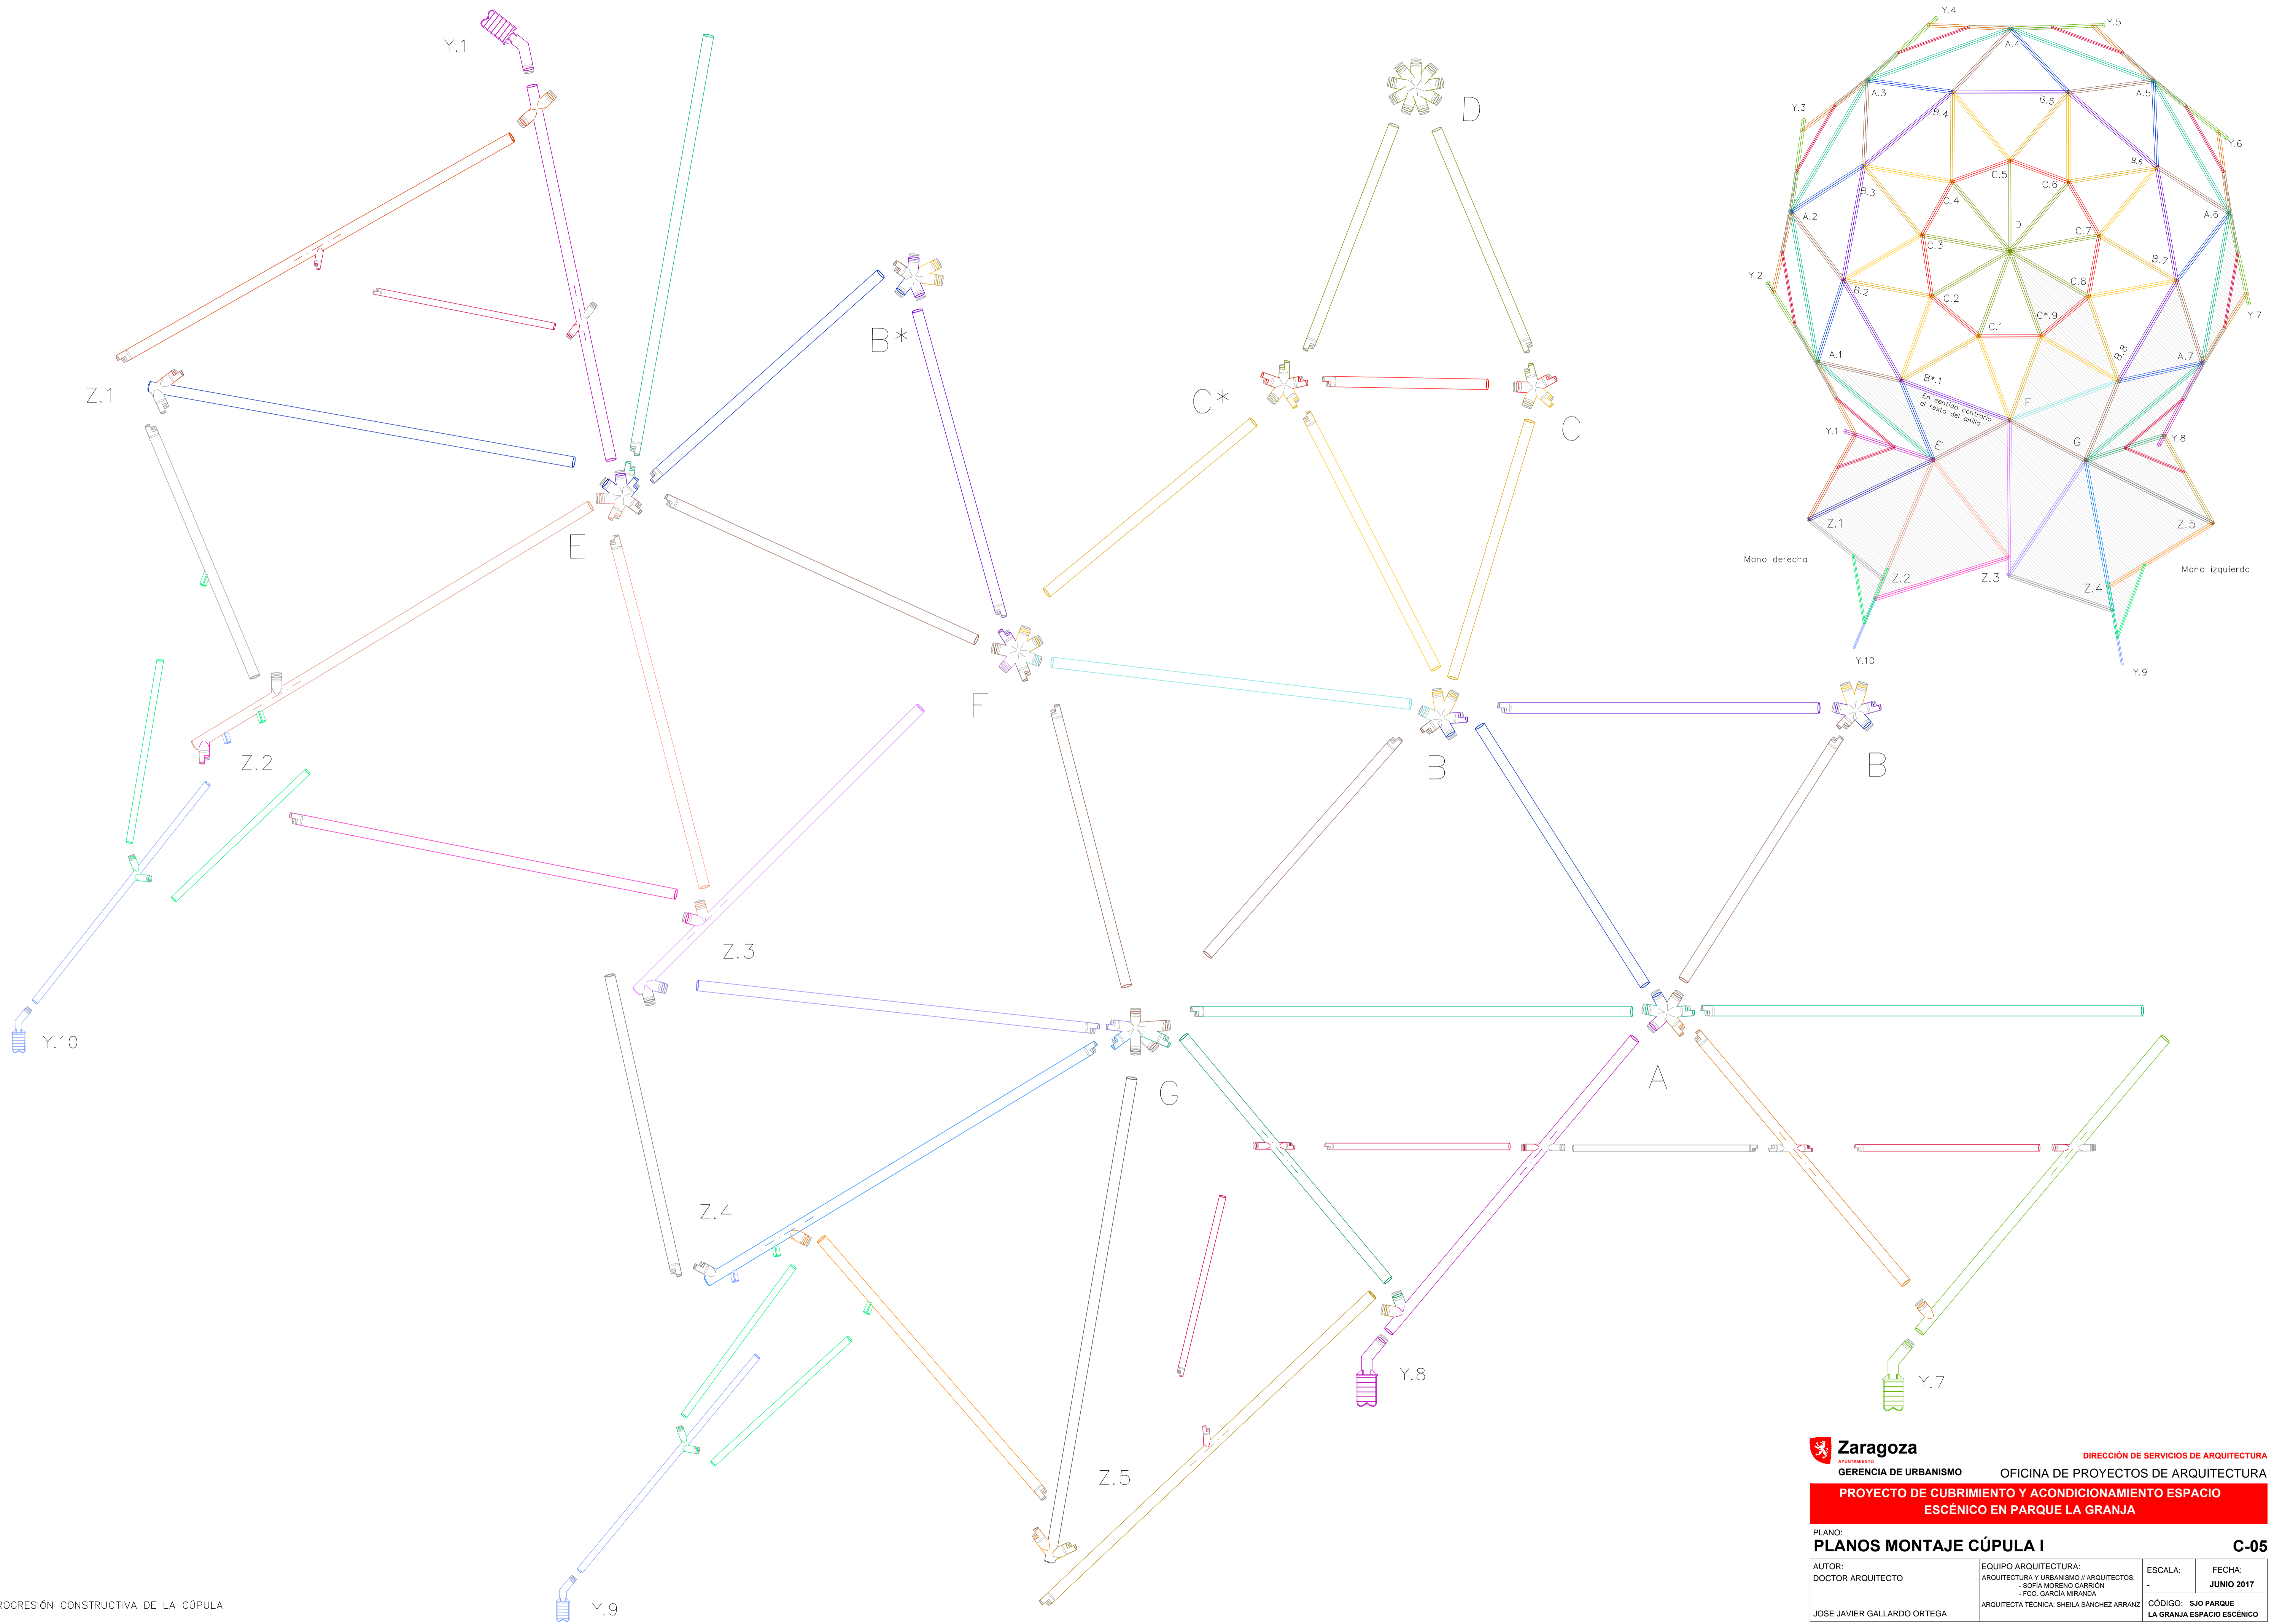 Y.1
Z.1
E
B*
D
C*
C
F
B
B
Z.2
Z.3
Y.10
Z.4
G
A
Y.8
Y.7
Z.5
Y.9
Y.4
Y.5
A.4
A.3
A.5
Y.3
B.4
B.5
Y.6
B.3
C.5
C.6
B.6
C.4
A.2
A.6
D
C.3
C.7
B.7
Y.2
B.2
C.2
C.8
Y.7
C.1
C*.9
A.1
B*.1
B.8
A.7
En sentido contrario
al resto del anillo
F
Y.1
E
G
Y.8
Z.1
Z.5
Mano derecha
Mano izquierda
Z.2
Z.3
Z.4
Y.10
Y.9
Zaragoza
AYUNTAMIENTO
GERENCIA DE URBANISMO
DIRECCIÓN DE SERVICIOS DE ARQUITECTURA
OFICINA DE PROYECTOS DE ARQUITECTURA
PROYECTO DE CUBRIMIENTO Y ACONDICIONAMIENTO ESPACIO
ESCÉNICO EN PARQUE LA GRANJA
PLANO:
PLANOS MONTAJE CÚPULA I C-05
AUTOR:
DOCTOR ARQUITECTO
JOSE JAVIER GALLARDO ORTEGA
EQUIPO ARQUITECTURA:
ARQUITECTURA Y URBANISMO // ARQUITECTOS:
- SOFÍA MORENO CARRIÓN
- FCO. GARCÍA MIRANDA
ARQUITECTA TÉCNICA: SHEILA SÁNCHEZ ARRANZ
ESCALA:
-
FECHA:
JUNIO 2017
CÓDIGO: SJO PARQUE
LA GRANJA ESPACIO ESCÉNICO
ROGRESIÓN CONSTRUCTIVA DE LA CÚPULA